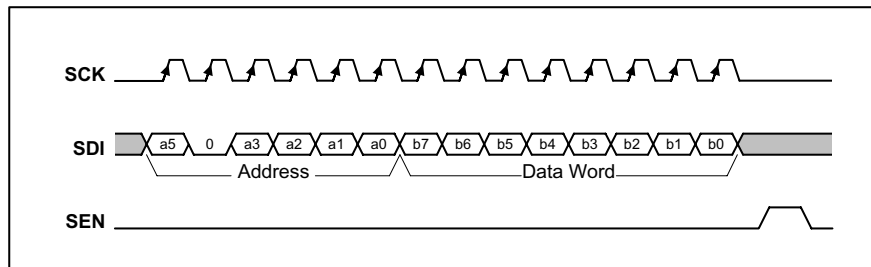 SCK
SDI a5 0 a3 a2 a1 a0 b7 b6 b5 b4 b3 b2 b1 b0
Address Data Word
SEN